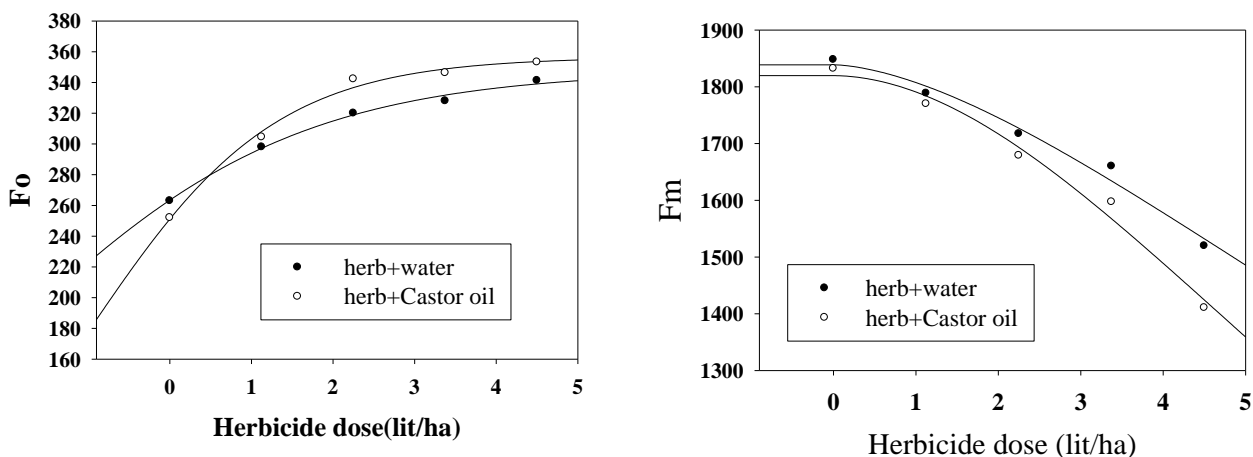 380
360
340
320
300
280
260
240
220
200
180
160
Fo
herb+water
herb+Castor oil
0 1 2 3 4 5
Herbicide dose(lit/ha)
1900
1800
1700
1600
1500
1400
1300
Fm
herb+water
herb+Castor oil
0 1 2 3 4 5
Herbicide dose (lit/ha)